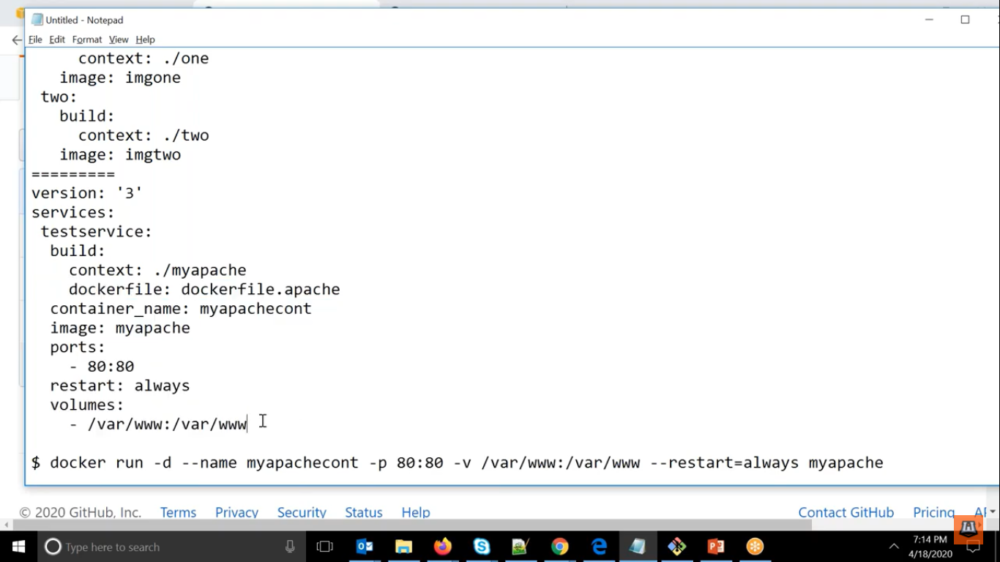 Untitled - Notepad
File Edit Format View Help
context: ./one
image: imgone
two:
build:
context: ./two
image: imgtwo
=========
version: '3'
services:
testservice:
build:
context: ./myapache
dockerfile: dockerfile.apache
container_name: myapachecont
image: myapache
ports:
- 80:80
restart: always
volumes:
- /var/www:/var/www
$ docker run -d --name myapachecont -p 80:80 -v /var/www:/var/www --restart=always myapache
© 2020 GitHub, Inc. Terms Privacy Security Status Help Contact GitHub Pricing
Type here to search
7:14 PM
4/18/2020